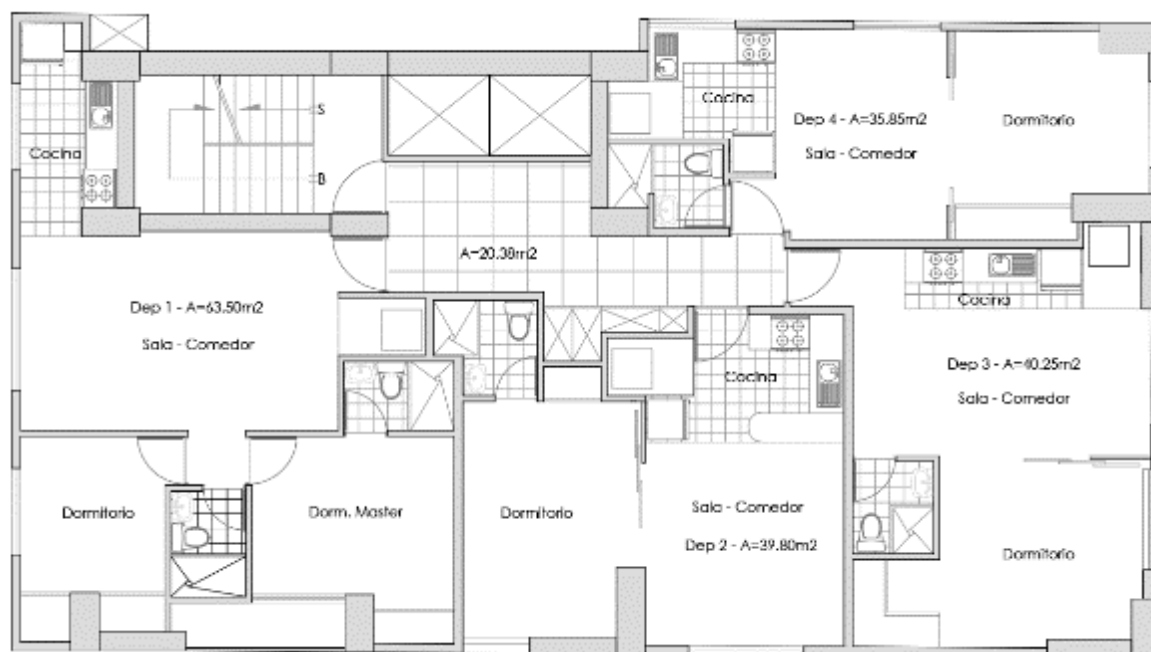 Cocina
S
B
A=20.38m2
Dep 1 - A=63.50m2
Sala - Comedor
Dormitorio
Dorm. Master
Dormitorio
Cocina
Sala - Comedor
Dep 2 - A=39.80m2
Cocina
Dep 4 - A=35.85m2
Sala - Comedor
Dormitorio
Cocina
Dep 3 - A=40.25m2
Sala - Comedor
Dormitorio